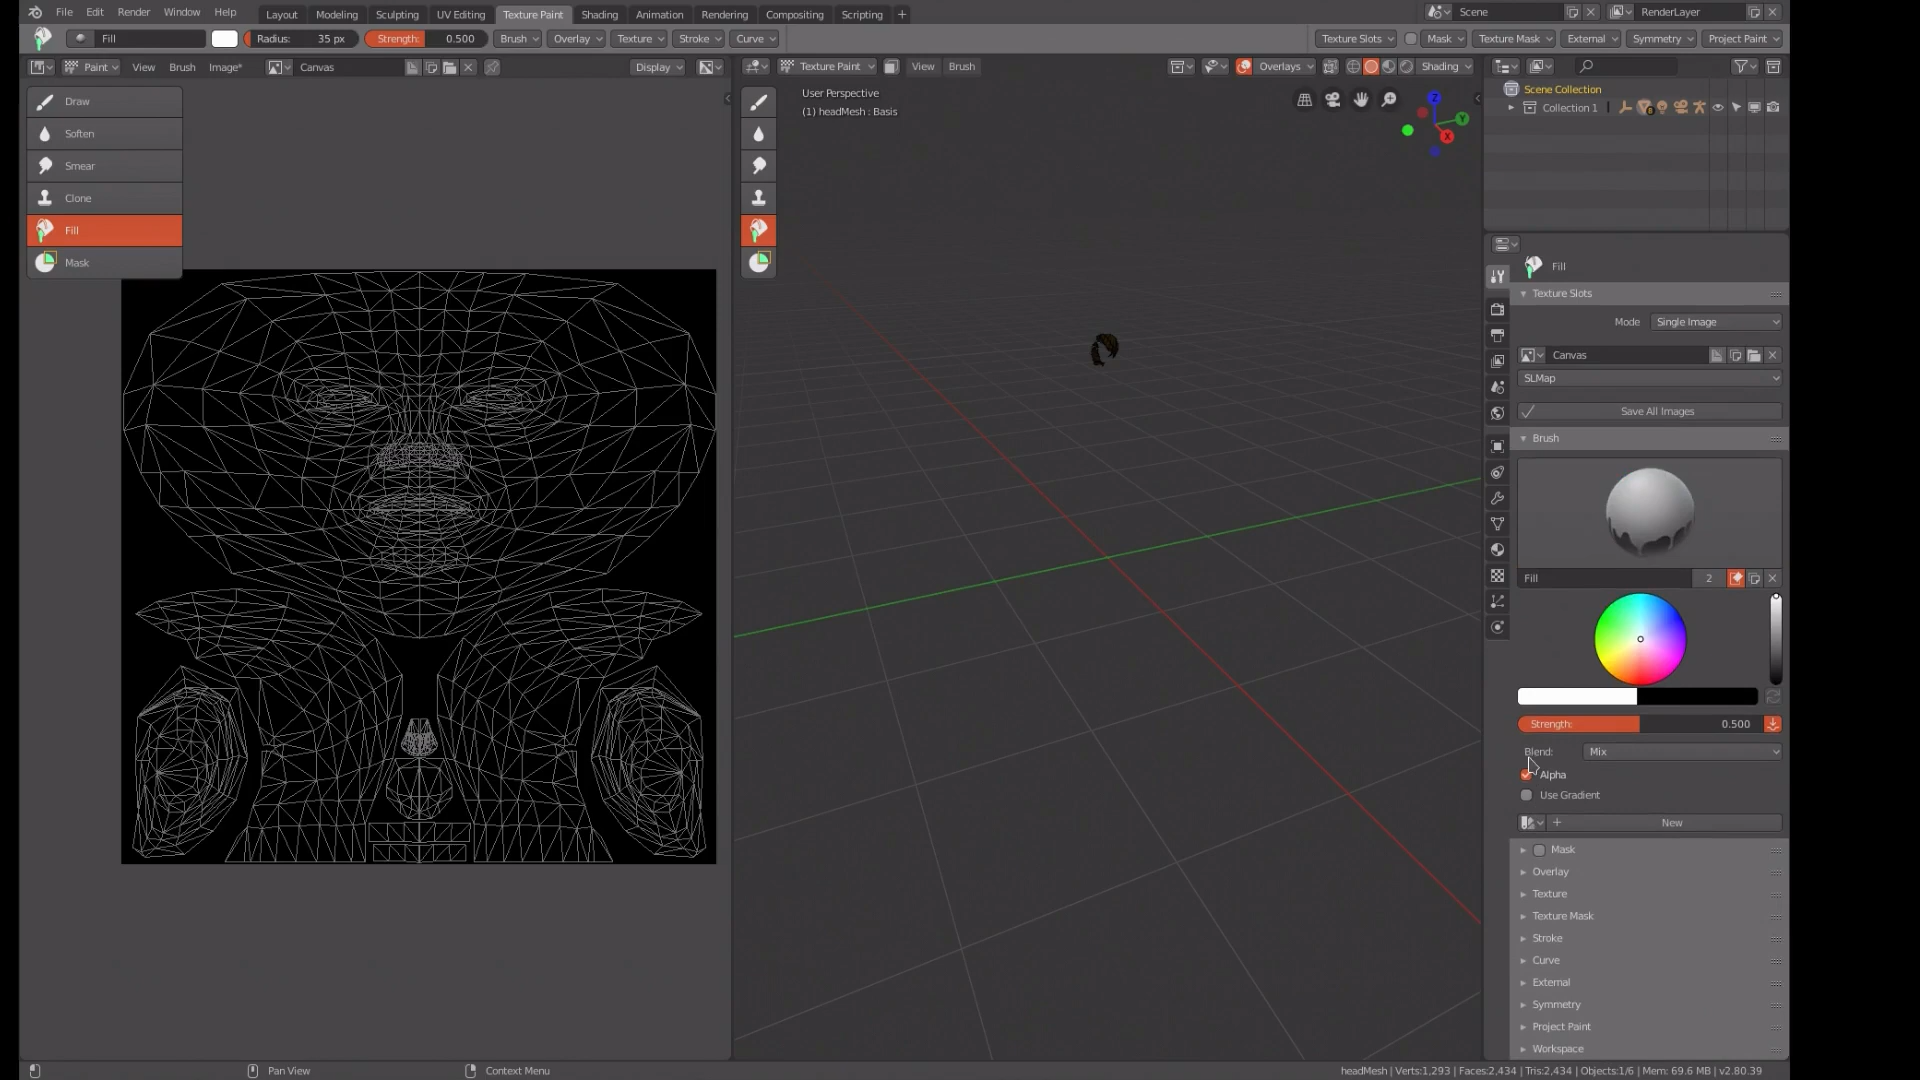 File Edit Render Window Help Layout Modeling Sculpting UV Editing Texture Paint Shading Animation Rendering Compositing Scripting + Scene RenderLayer
Fill Radius: 35 px Strength: 0.500 Brush Overlay Texture Stroke Curve Texture Slots Mask Texture Mask External Symmetry Project Paint
Paint View Brush Image* Canvas Display Texture Paint View Brush Overlays Shading
Draw
Soften
Smear
Clone
Fill
Mask
User Perspective
(1) headMesh : Basis
Z
Y
X
Scene Collection
Collection 1
8
Fill
Texture Slots
Mode Single Image
Canvas
SLMap
Save All Images
Brush
Fill 2
Strength: 0.500
Blend: Mix
Alpha
Use Gradient
+ New
Mask
Overlay
Texture
Texture Mask
Stroke
Curve
External
Symmetry
Project Paint
Workspace
Pan View Context Menu headMesh | Verts:1,293 | Faces:2,434 | Tris:2,434 | Objects:1/6 | Mem: 69.6 MB | v2.80.39